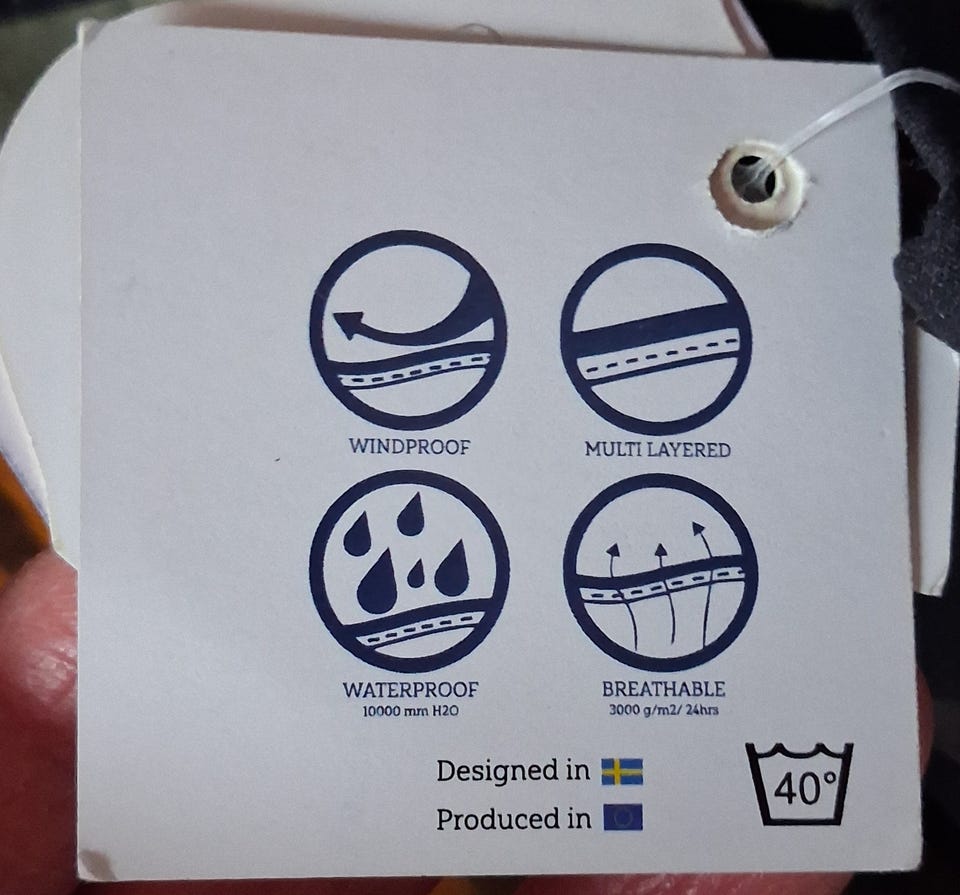 WINDPROOF
MULTI LAYERED
WATERPROOF
10000 mm H2O
BREATHABLE
3000 g/m2/ 24hrs
Designed in
Produced in
40°